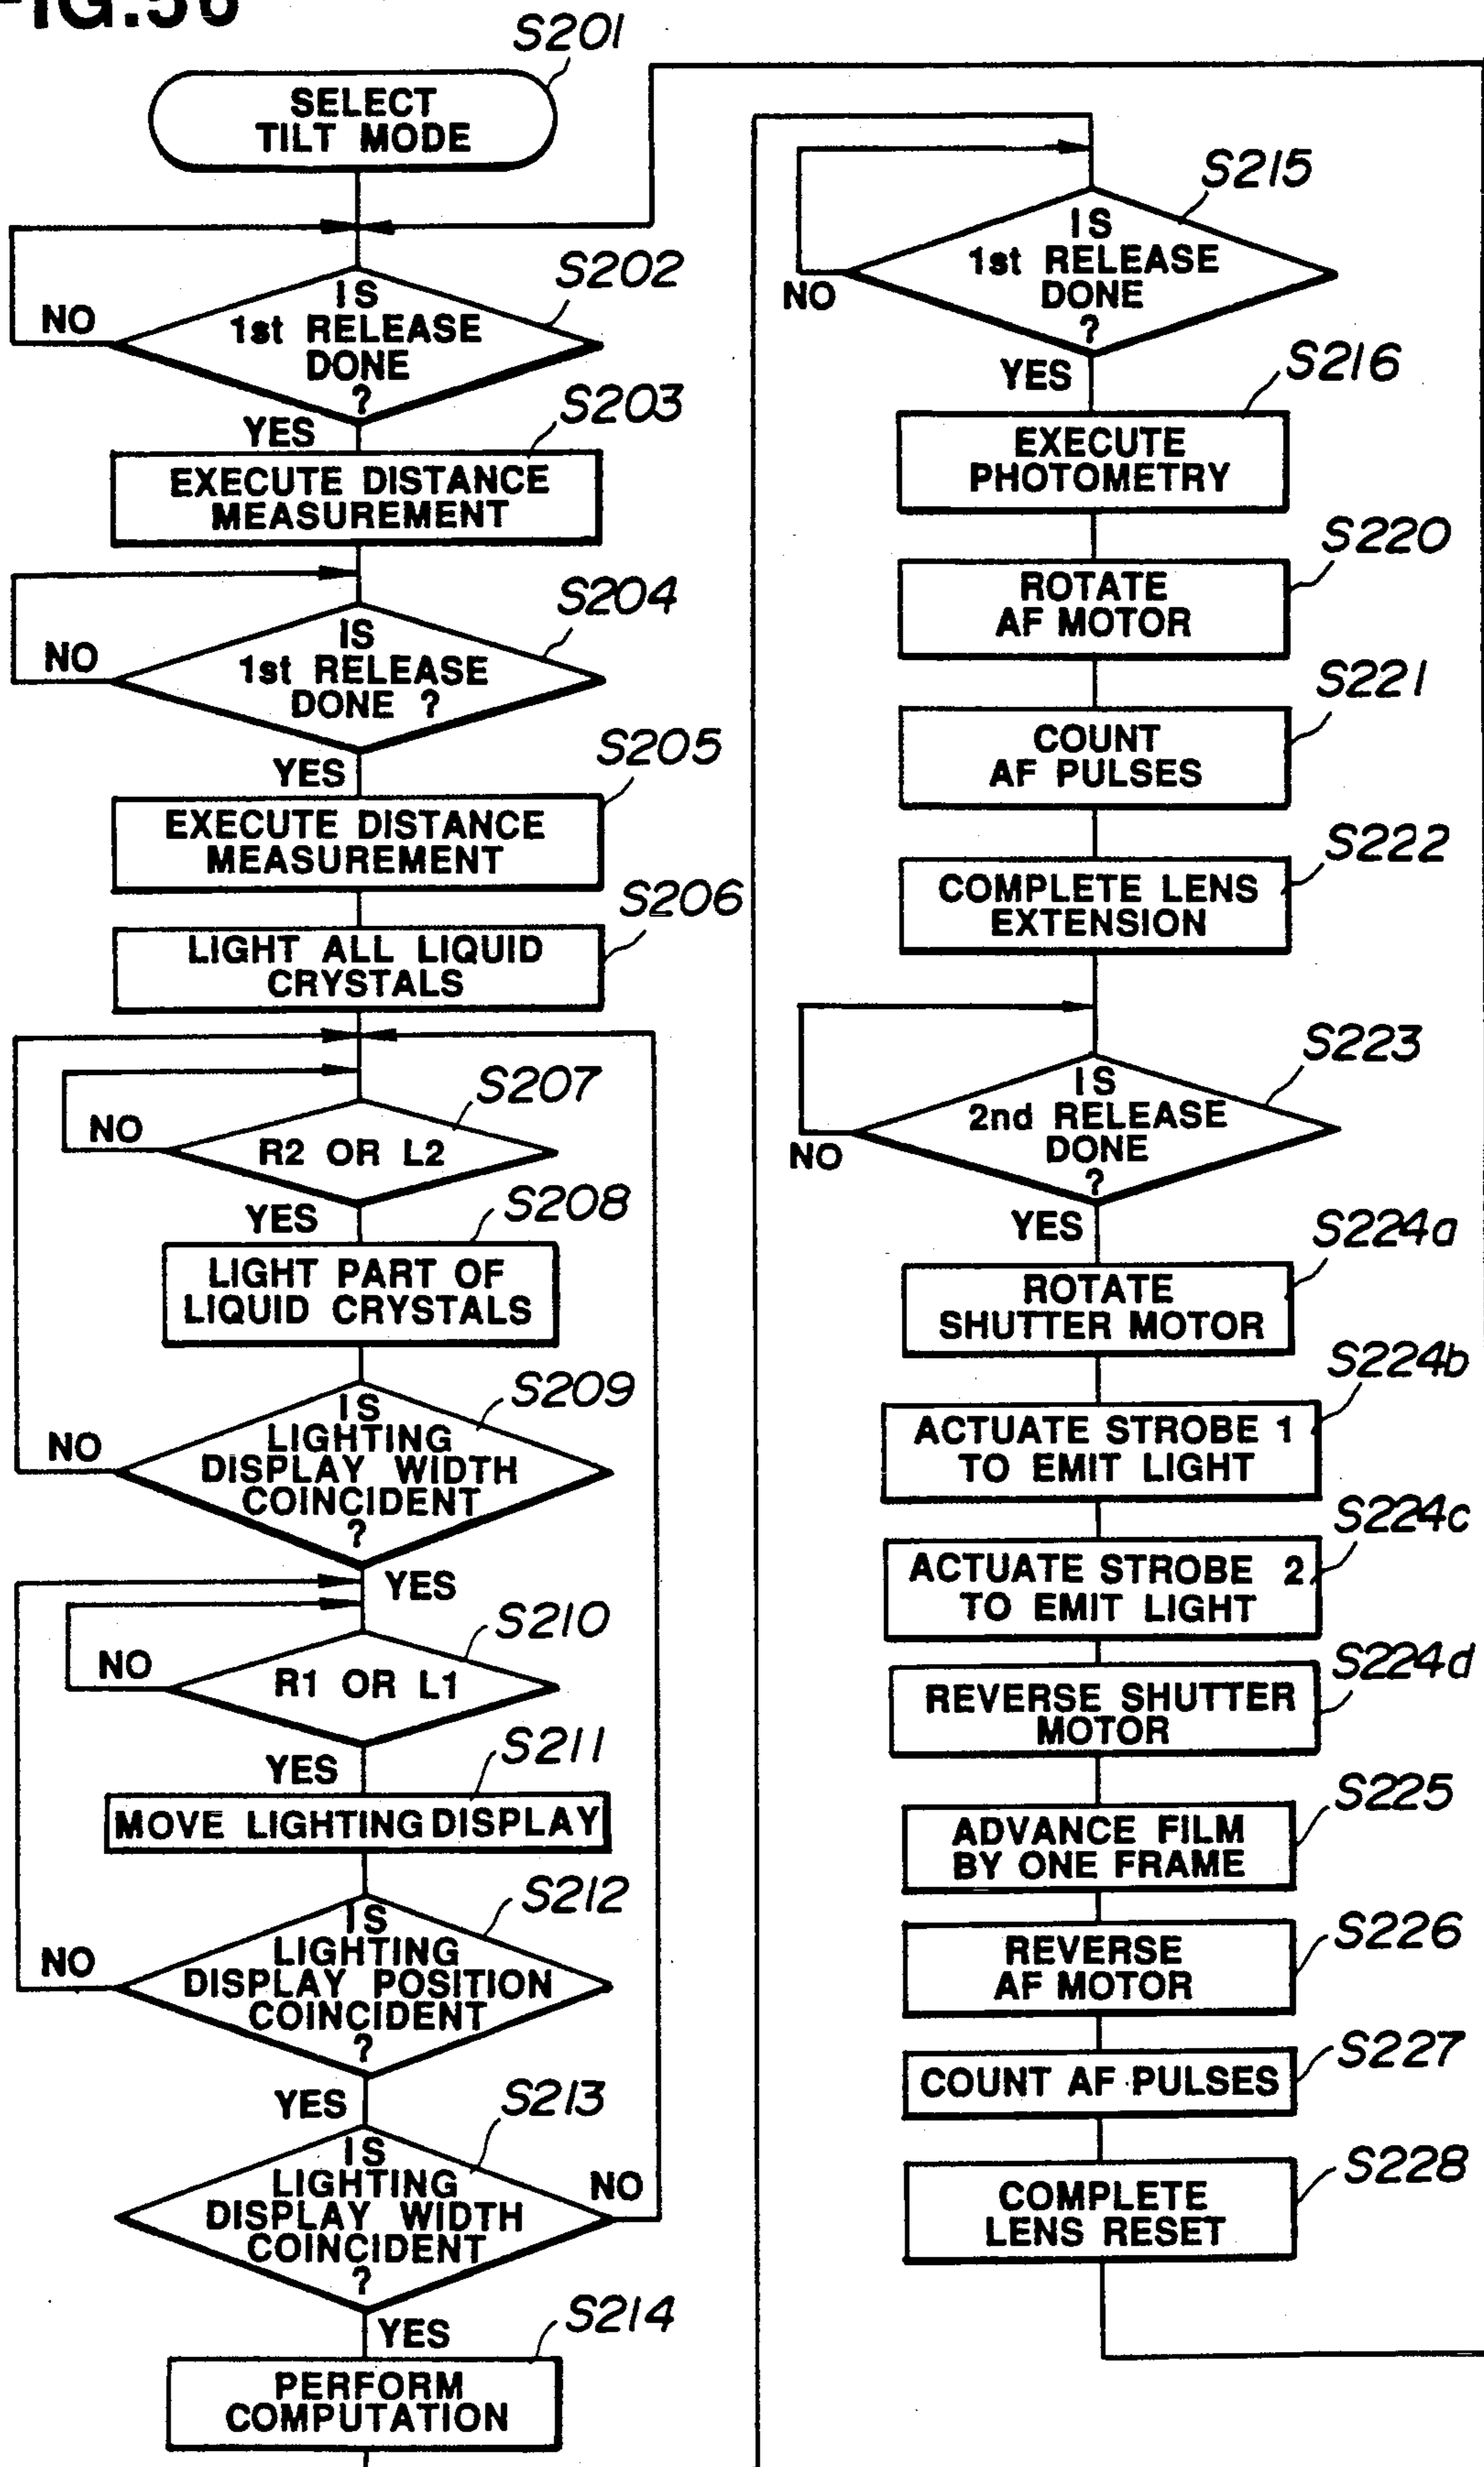 FIG.56
S201
SELECT
TILT MODE
S202
IS
1st RELEASE
DONE
?
NO
YES
S203
EXECUTE DISTANCE
MEASUREMENT
S204
IS
1st RELEASE
DONE ?
NO
YES
S205
EXECUTE DISTANCE
MEASUREMENT
S206
LIGHT ALL LIQUID
CRYSTALS
S207
R2 OR L2
NO
YES
S208
LIGHT PART OF
LIQUID CRYSTALS
S209
IS
LIGHTING
DISPLAY WIDTH
COINCIDENT
?
NO
YES
S210
R1 OR L1
NO
YES
S211
MOVE LIGHTING DISPLAY
S212
IS
LIGHTING
DISPLAY POSITION
COINCIDENT
?
NO
YES
S213
IS
LIGHTING
DISPLAY WIDTH
COINCIDENT
?
NO
YES
S214
PERFORM
COMPUTATION
S215
IS
1st RELEASE
DONE
?
NO
YES
S216
EXECUTE
PHOTOMETRY
S220
ROTATE
AF MOTOR
S221
COUNT
AF PULSES
S222
COMPLETE LENS
EXTENSION
S223
IS
2nd RELEASE
DONE
?
NO
YES
S224a
ROTATE
SHUTTER MOTOR
S224b
ACTUATE STROBE 1
TO EMIT LIGHT
S224c
ACTUATE STROBE 2
TO EMIT LIGHT
S224d
REVERSE SHUTTER
MOTOR
S225
ADVANCE FILM
BY ONE FRAME
S226
REVERSE
AF MOTOR
S227
COUNT AF PULSES
S228
COMPLETE
LENS RESET